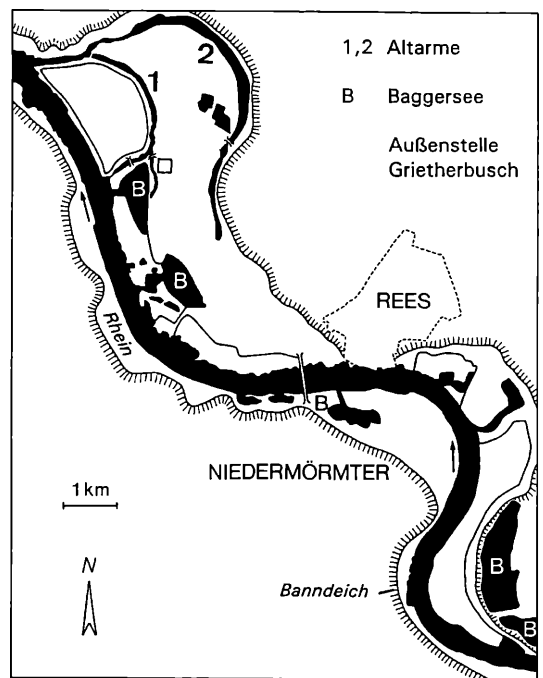 1
2
1,2 Altarme
B Baggersee
Außenstelle
Grietherbusch
B
B
REES
Rhein
B
NIEDERMÖRMTER
1 km
N
Banndeich
B
B